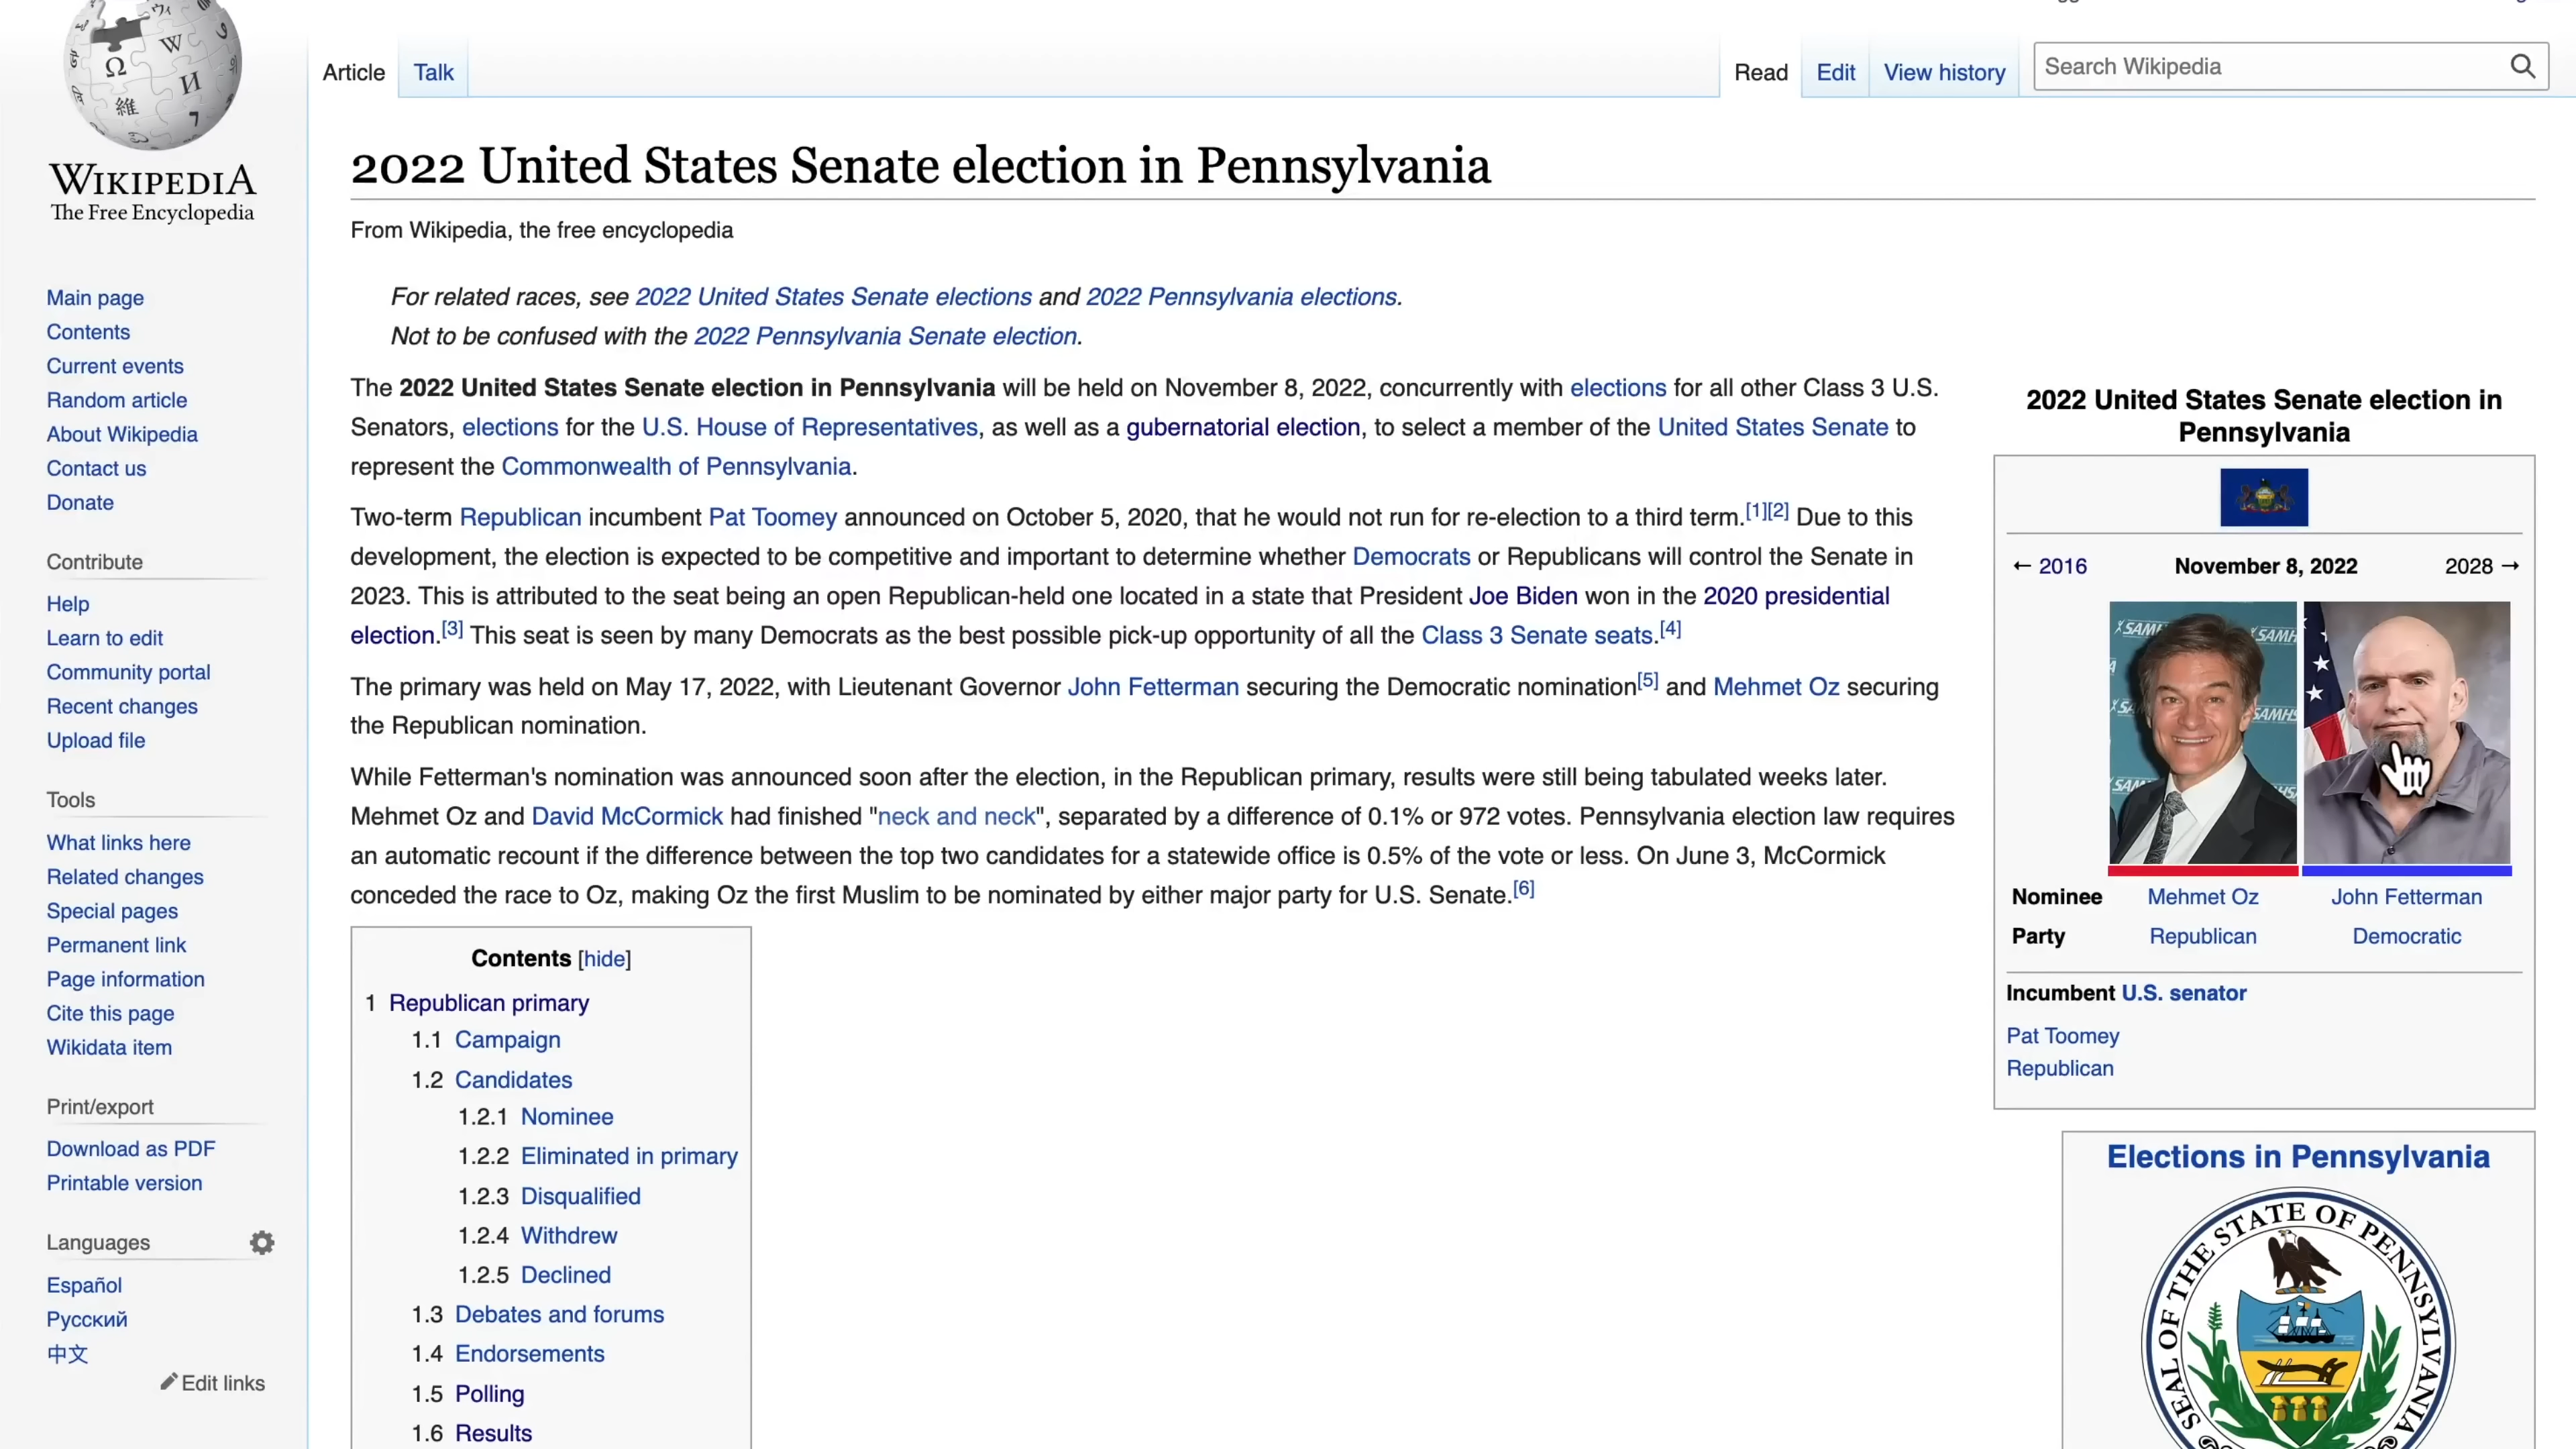 Article
Talk
Read
Edit
View history
Search Wikipedia
WIKIPEDIA
The Free Encyclopedia
Main page
Contents
Current events
Random article
About Wikipedia
Contact us
Donate
Contribute
Help
Learn to edit
Community portal
Recent changes
Upload file
Tools
What links here
Related changes
Special pages
Permanent link
Page information
Cite this page
Wikidata item
Print/export
Download as PDF
Printable version
Languages
Español
Русский
中文
Edit links
2022 United States Senate election in Pennsylvania
From Wikipedia, the free encyclopedia
For related races, see 2022 United States Senate elections and 2022 Pennsylvania elections.
Not to be confused with the 2022 Pennsylvania Senate election.
The 2022 United States Senate election in Pennsylvania will be held on November 8, 2022, concurrently with elections for all other Class 3 U.S.
Senators, elections for the U.S. House of Representatives, as well as a gubernatorial election, to select a member of the United States Senate to
represent the Commonwealth of Pennsylvania.
Two-term Republican incumbent Pat Toomey announced on October 5, 2020, that he would not run for re-election to a third term.[1][2] Due to this
development, the election is expected to be competitive and important to determine whether Democrats or Republicans will control the Senate in
2023. This is attributed to the seat being an open Republican-held one located in a state that President Joe Biden won in the 2020 presidential
election.[3] This seat is seen by many Democrats as the best possible pick-up opportunity of all the Class 3 Senate seats.[4]
The primary was held on May 17, 2022, with Lieutenant Governor John Fetterman securing the Democratic nomination[5] and Mehmet Oz securing
the Republican nomination.
While Fetterman's nomination was announced soon after the election, in the Republican primary, results were still being tabulated weeks later.
Mehmet Oz and David McCormick had finished "neck and neck", separated by a difference of 0.1% or 972 votes. Pennsylvania election law requires
an automatic recount if the difference between the top two candidates for a statewide office is 0.5% of the vote or less. On June 3, McCormick
conceded the race to Oz, making Oz the first Muslim to be nominated by either major party for U.S. Senate.[6]
Contents [hide]
1 Republican primary
1.1 Campaign
1.2 Candidates
1.2.1 Nominee
1.2.2 Eliminated in primary
1.2.3 Disqualified
1.2.4 Withdrew
1.2.5 Declined
1.3 Debates and forums
1.4 Endorsements
1.5 Polling
1.6 Results
2022 United States Senate election in
Pennsylvania
← 2016 November 8, 2022 2028 →
Nominee Mehmet Oz John Fetterman
Party Republican Democratic
Incumbent U.S. senator
Pat Toomey
Republican
Elections in Pennsylvania
SEAL OF THE STATE OF PENNSYLVANIA